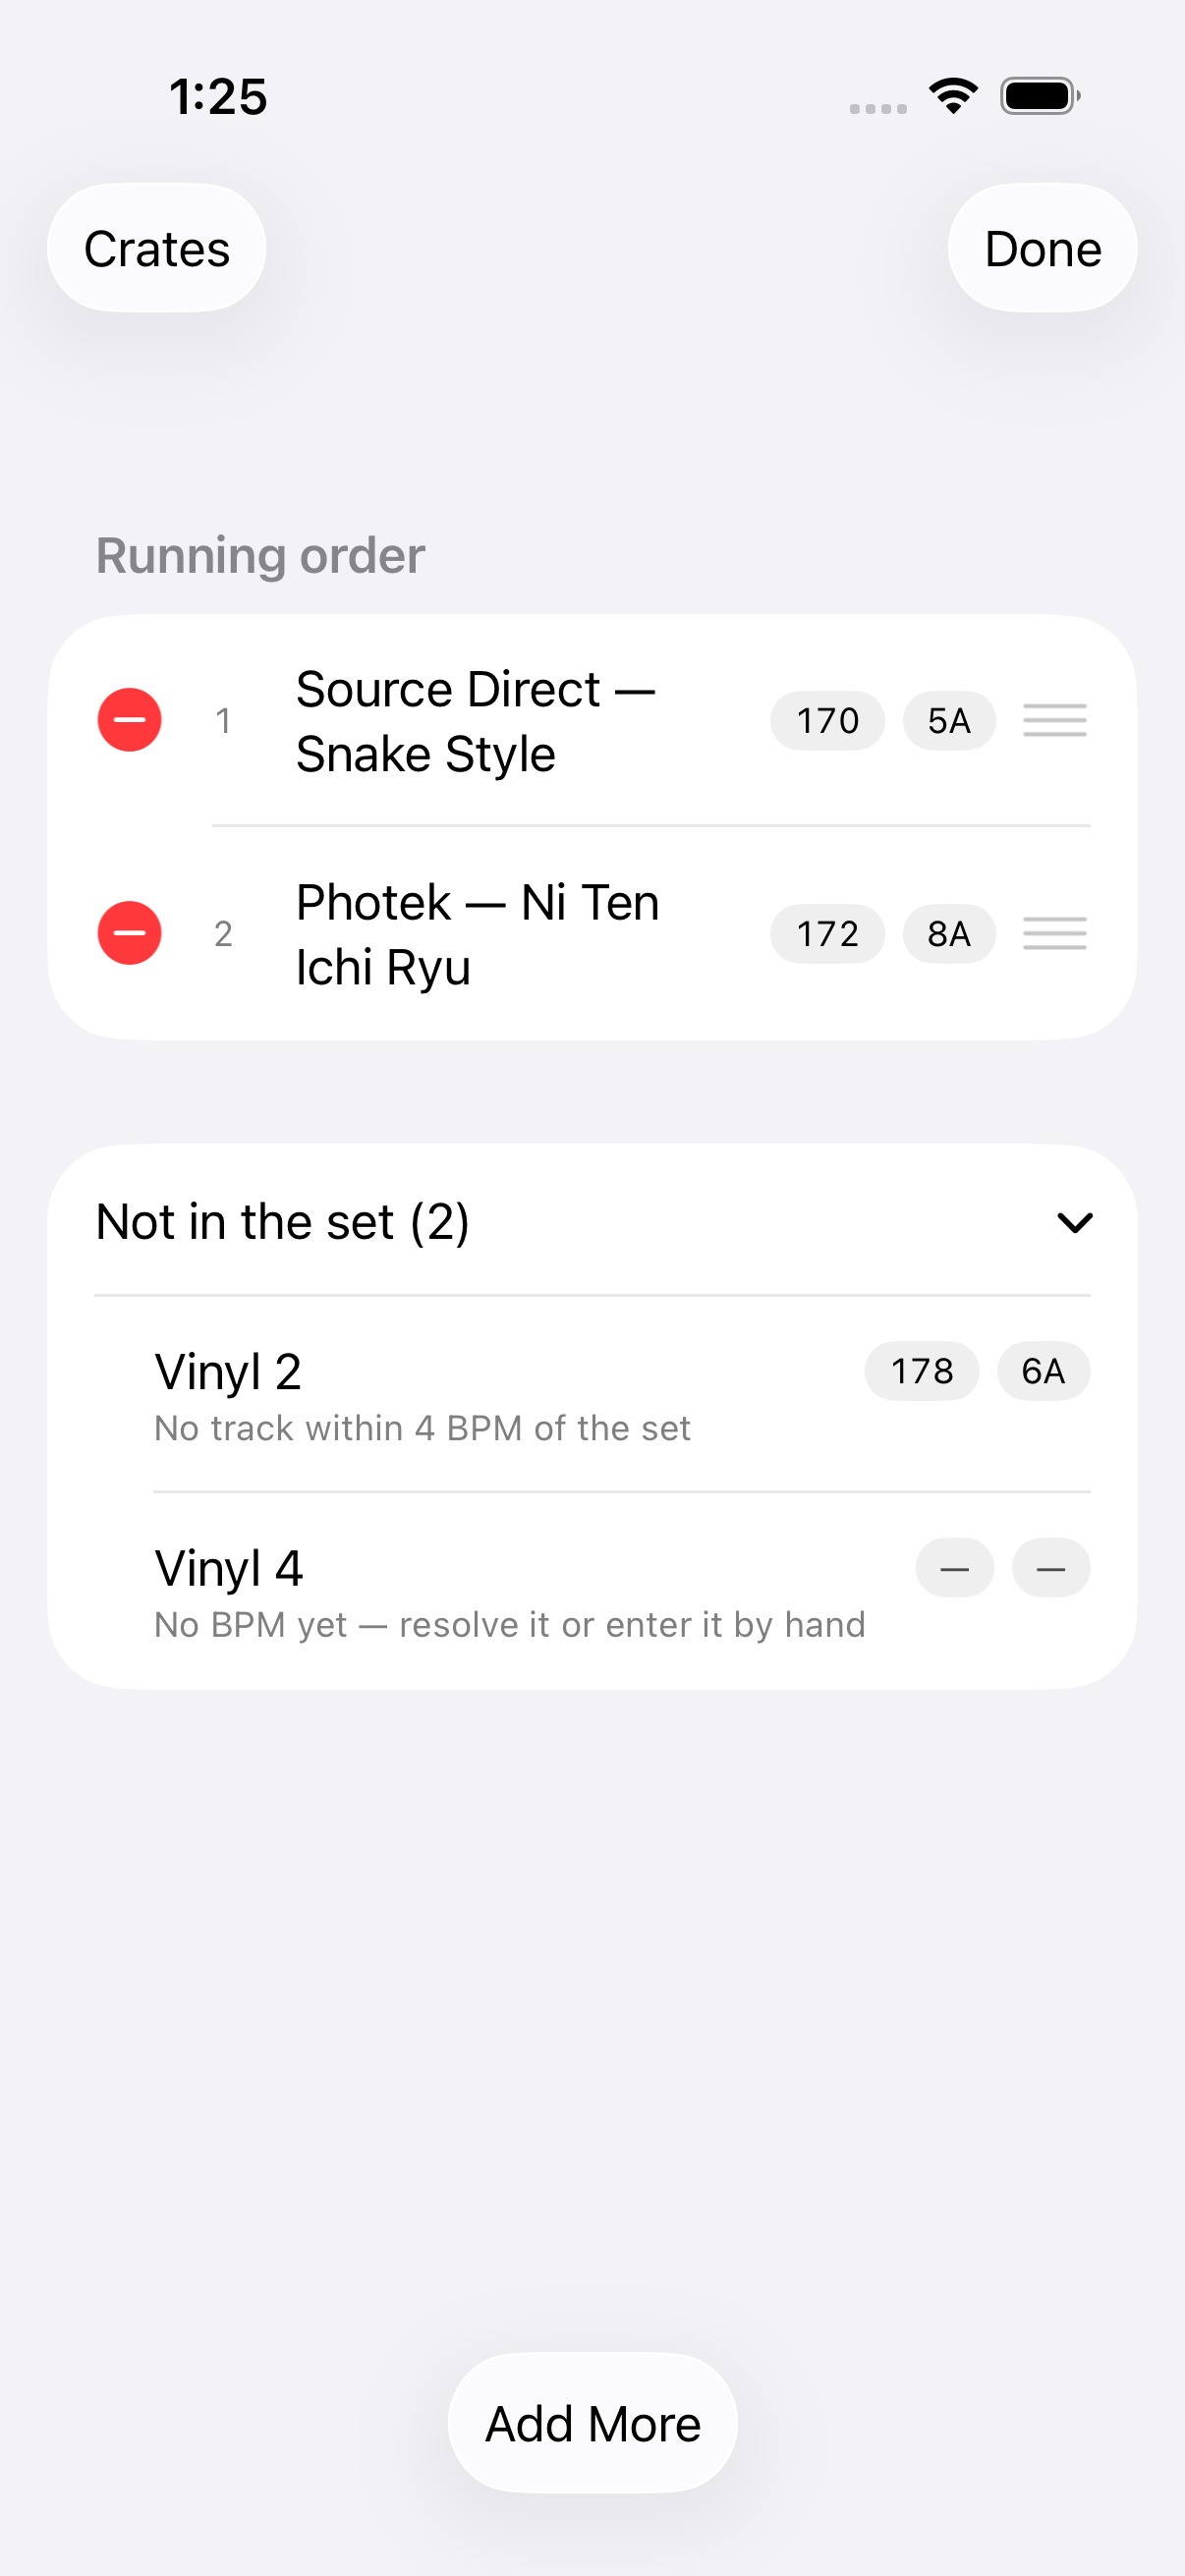 1:25
Crates
Done
Running order
1
Source Direct —
Snake Style
170
5A
2
Photek — Ni Ten
Ichi Ryu
172
8A
Not in the set (2)
Vinyl 2
178
6A
No track within 4 BPM of the set
Vinyl 4
—
—
No BPM yet — resolve it or enter it by hand
Add More